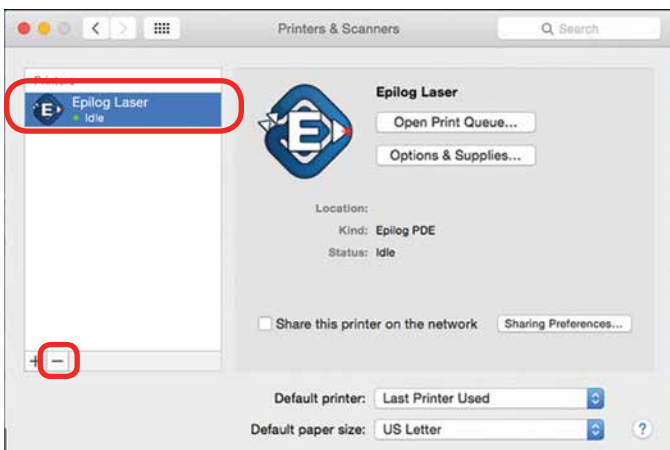 Printers & Scanners
Search
Printers
Epilog Laser
Idle
Epilog Laser
Open Print Queue...
Options & Supplies...
Location:
Kind: Epilog PDE
Status: Idle
Share this printer on the network
Sharing Preferences...
+ −
Default printer: Last Printer Used
Default paper size: US Letter
?